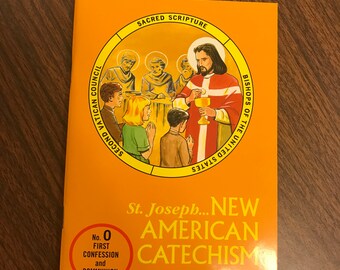 SACRED SCRIPTURE
SECOND VATICAN COUNCIL
BISHOPS OF THE UNITED STATES
St. Joseph...NEW
AMERICAN
CATECHISM
No. 0
FIRST
CONFESSION
and
COMMUNION